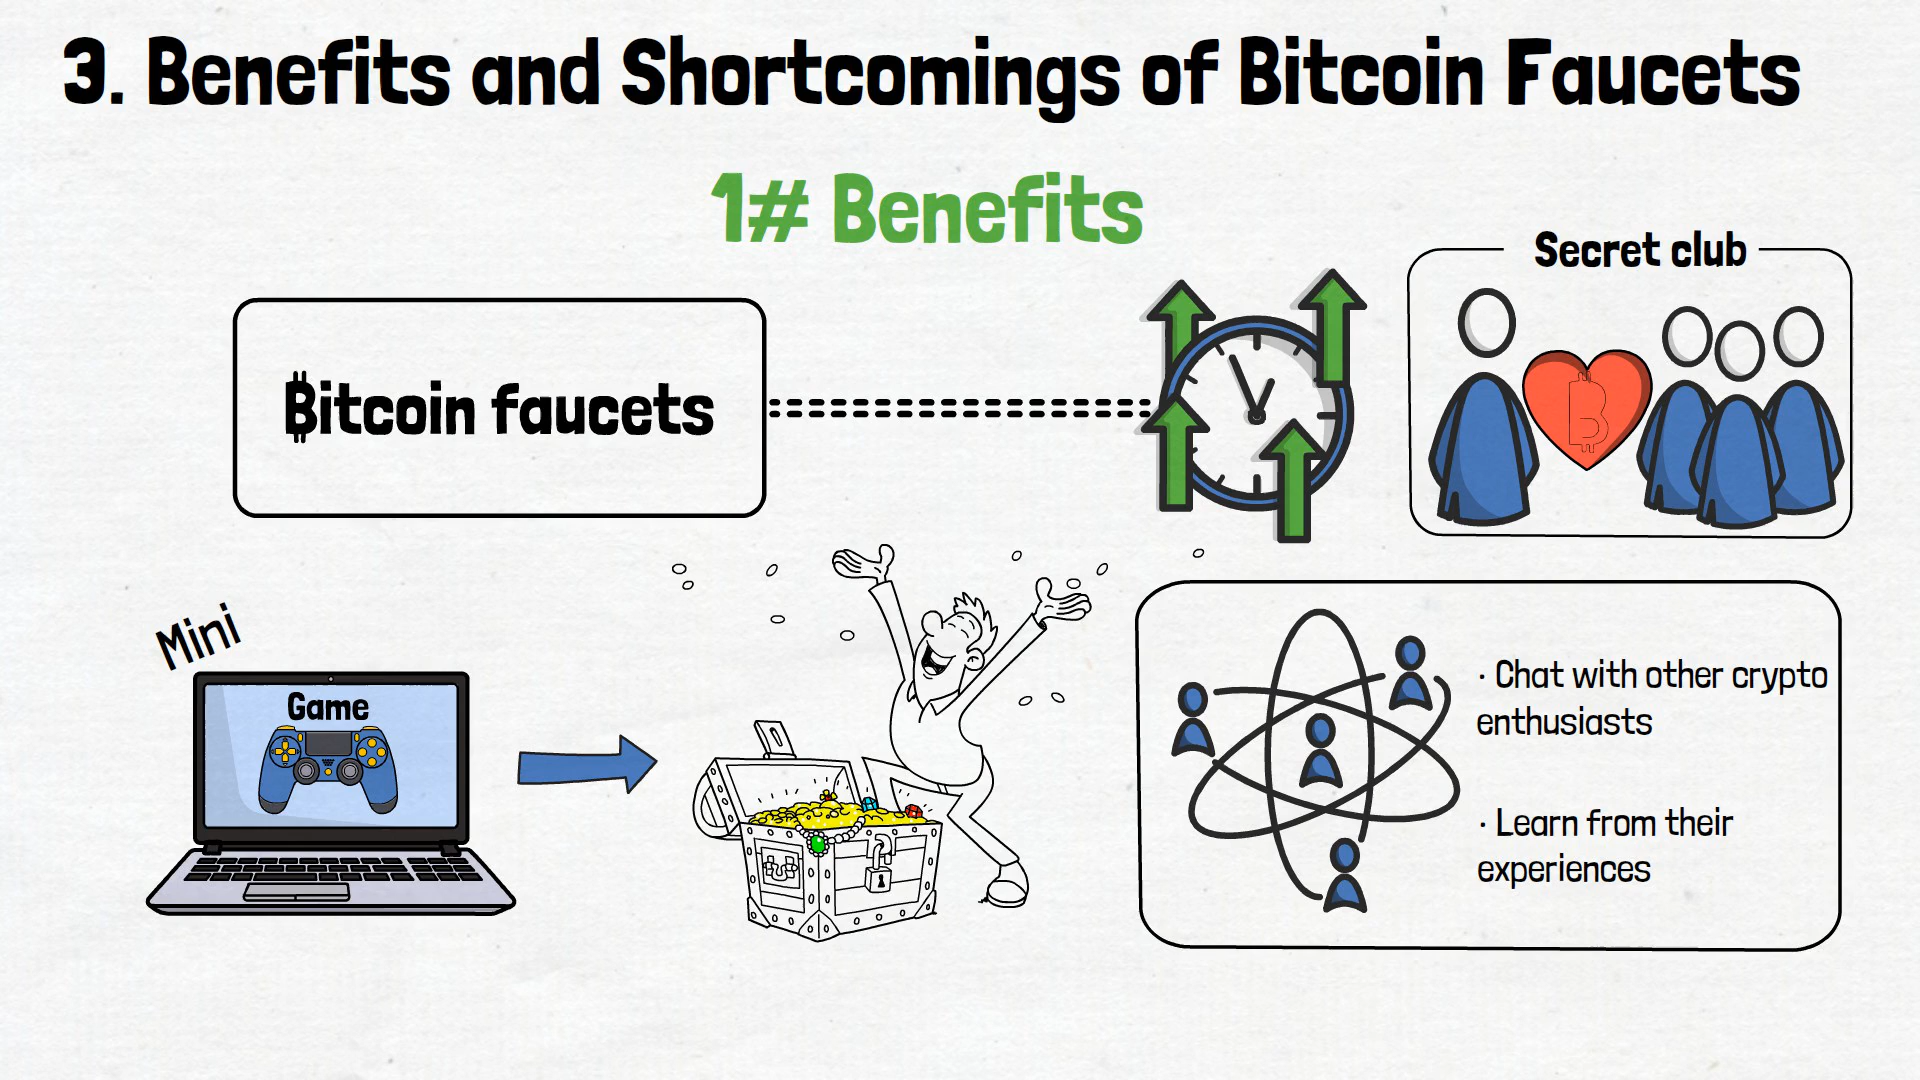 3. Benefits and Shortcomings of Bitcoin Faucets
1# Benefits
Secret club
₿itcoin faucets
Mini
Game
· Chat with other crypto
enthusiasts
· Learn from their
experiences